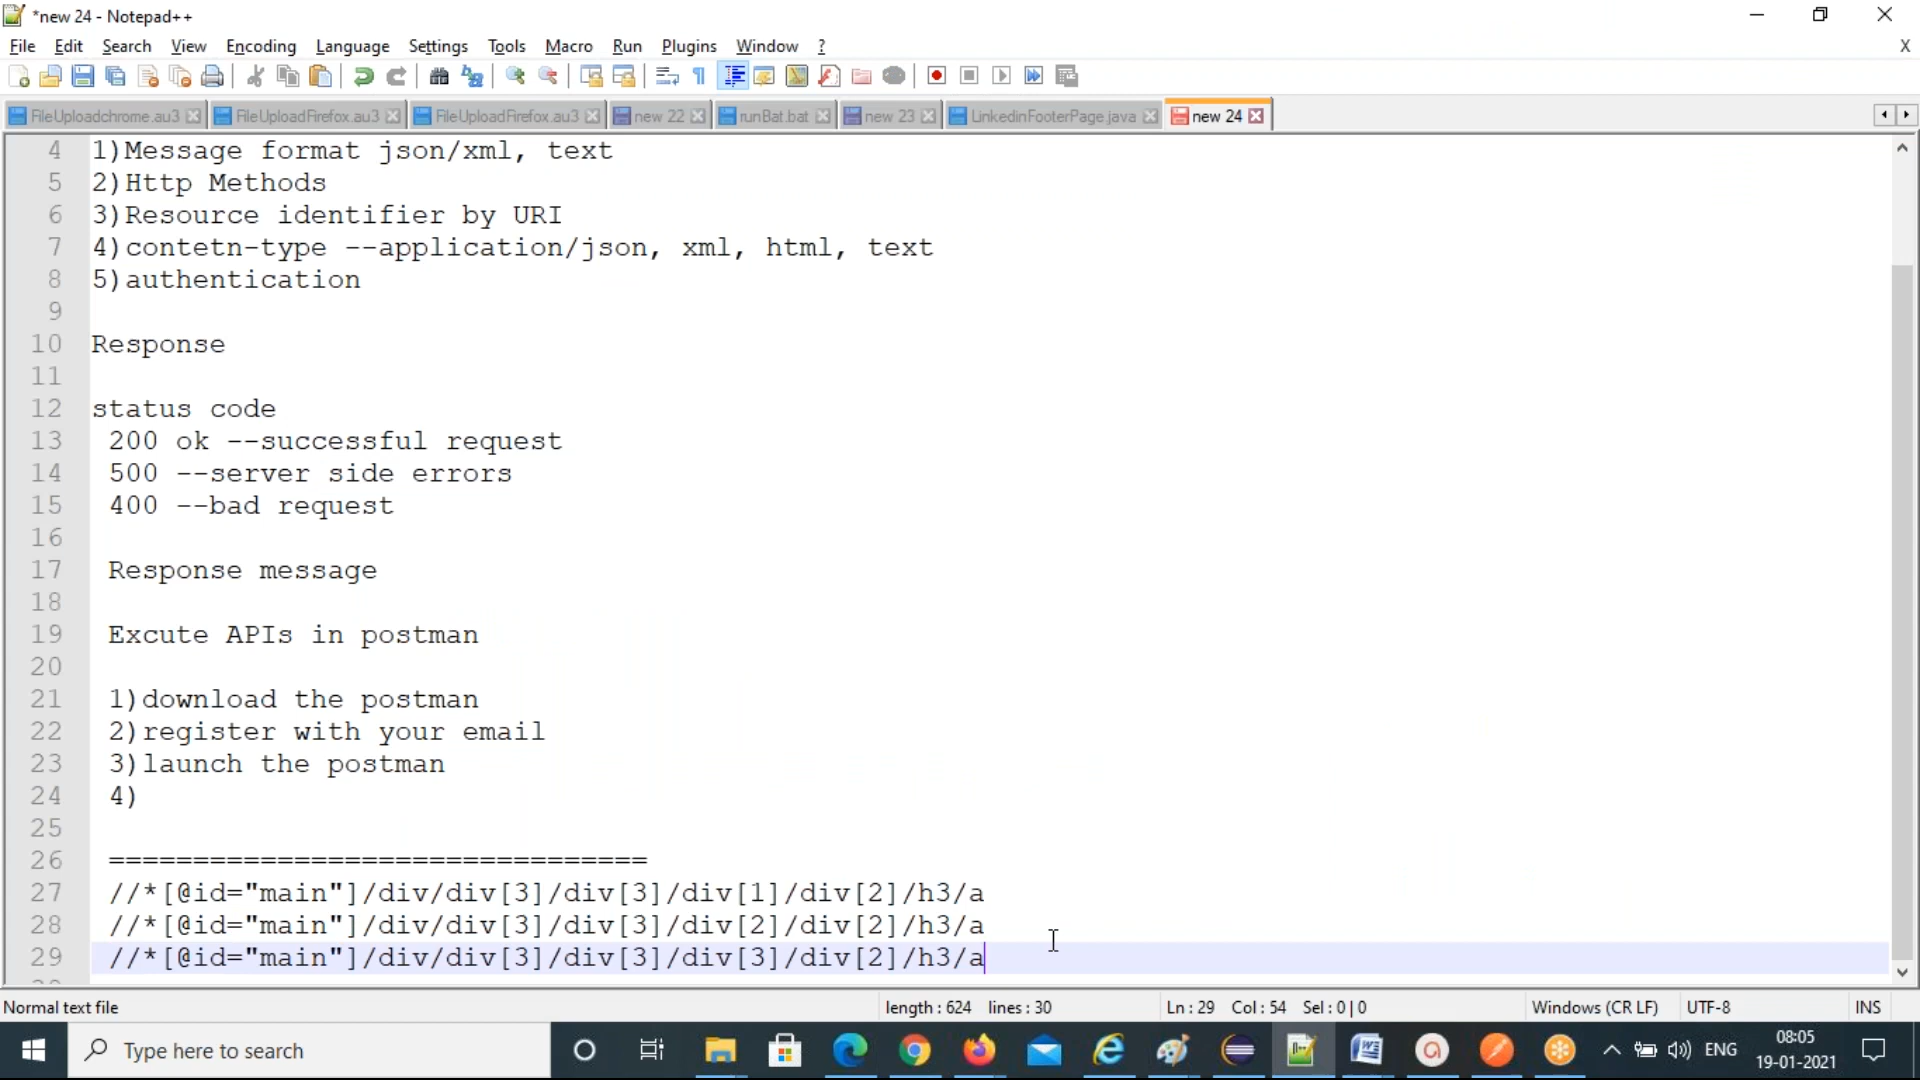 *new 24 - Notepad++
File Edit Search View Encoding Language Settings Tools Macro Run Plugins Window ? X
FileUploadchrome.au3 FileUploadFirefox.au3 FileUploadFirefox.au3 new 22 runBat.bat new 23 LinkedinFooterPage.java new 24
4 1)Message format json/xml, text
5 2)Http Methods
6 3)Resource identifier by URI
7 4)contetn-type --application/json, xml, html, text
8 5)authentication
9
10 Response
11
12 status code
13 200 ok --successful request
14 500 --server side errors
15 400 --bad request
16
17 Response message
18
19 Excute APIs in postman
20
21 1)download the postman
22 2)register with your email
23 3)launch the postman
24 4)
25
26 ================================
27 //*[@id="main"]/div/div[3]/div[3]/div[1]/div[2]/h3/a
28 //*[@id="main"]/div/div[3]/div[3]/div[2]/div[2]/h3/a
29 //*[@id="main"]/div/div[3]/div[3]/div[3]/div[2]/h3/a
Normal text file length : 624 lines : 30 Ln : 29 Col : 54 Sel : 0 | 0 Windows (CR LF) UTF-8 INS
Type here to search ENG 08:05
19-01-2021